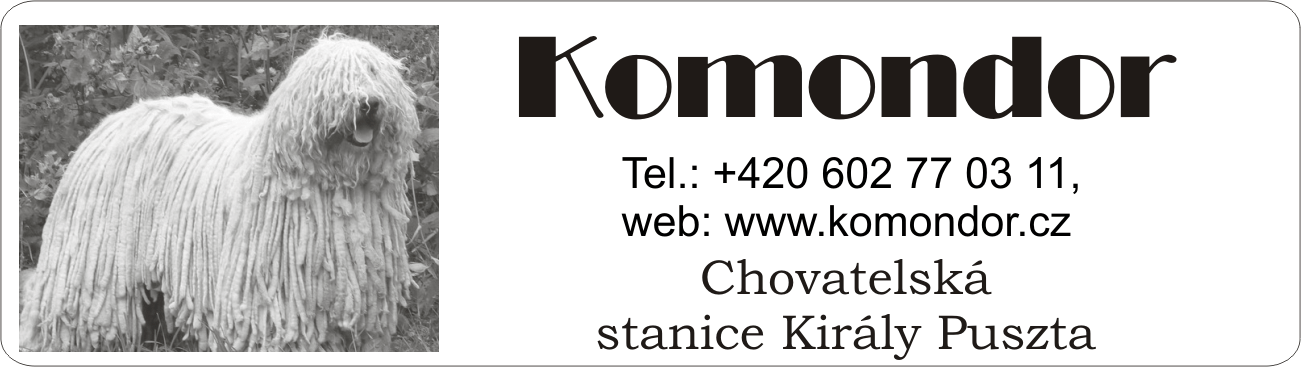 Komondor
Tel.: +420 602 77 03 11,
web: www.komondor.cz
Chovatelská
stanice Király Puszta